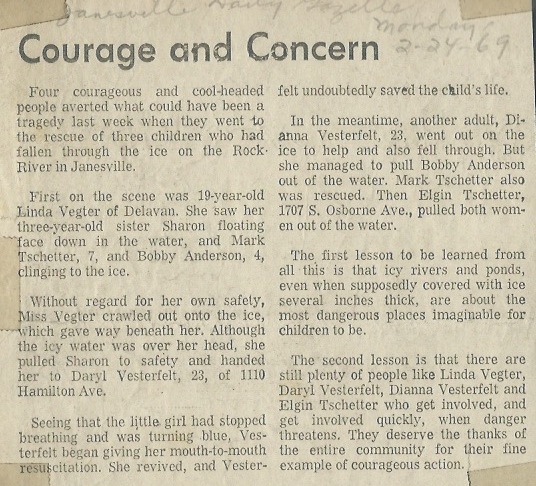 Janesville Daily Gazette
Monday
2-24-69
Courage and Concern
Four courageous and cool-headed
people averted what could have been a
tragedy last week when they went to
the rescue of three children who had
fallen through the ice on the Rock
River in Janesville.
First on the scene was 19-year-old
Linda Vegter of Delavan. She saw her
three-year-old sister Sharon floating
face down in the water, and Mark
Tschetter, 7, and Bobby Anderson, 4,
clinging to the ice.
Without regard for her own safety,
Miss Vegter crawled out onto the ice,
which gave way beneath her. Although
the icy water was over her head, she
pulled Sharon to safety and handed
her to Daryl Vesterfelt, 23, of 1110
Hamilton Ave.
Seeing that the little girl had stopped
breathing and was turning blue, Ves-
terfelt began giving her mouth-to-mouth
resuscitation. She revived, and Vester-
felt undoubtedly saved the child's life.
In the meantime, another adult, Di-
anna Vesterfelt, 23, went out on the
ice to help and also fell through. But
she managed to pull Bobby Anderson
out of the water. Mark Tschetter also
was rescued. Then Elgin Tschetter,
1707 S. Osborne Ave., pulled both wom-
en out of the water.
The first lesson to be learned from
all this is that icy rivers and ponds,
even when supposedly covered with ice
several inches thick, are about the
most dangerous places imaginable for
children to be.
The second lesson is that there are
still plenty of people like Linda Vegter,
Daryl Vesterfelt, Dianna Vesterfelt and
Elgin Tschetter who get involved, and
get involved quickly, when danger
threatens. They deserve the thanks of
the entire community for their fine
example of courageous action.